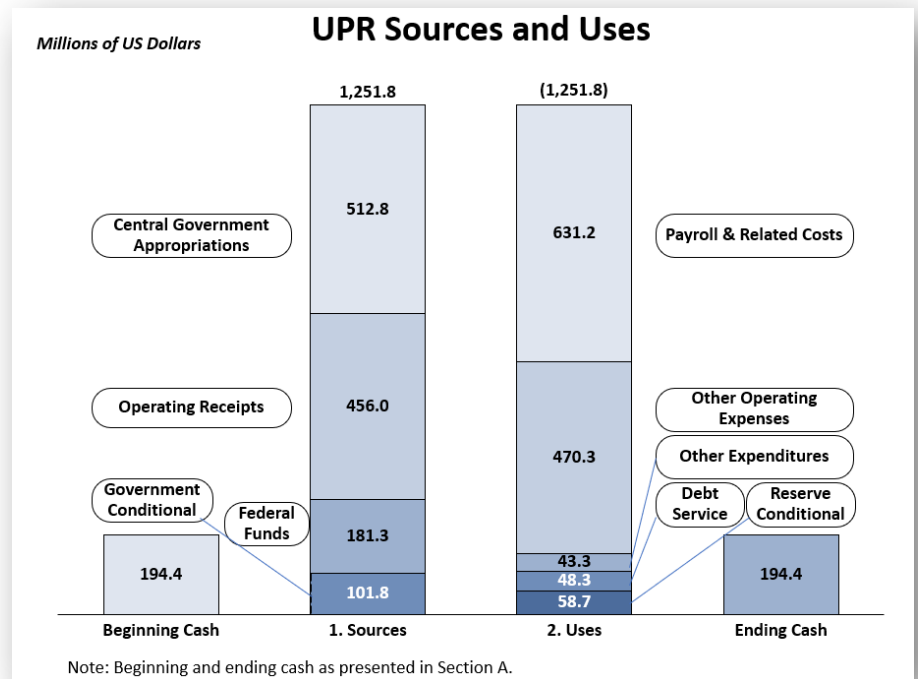 UPR Sources and Uses
Millions of US Dollars
1,251.8
(1,251.8)
512.8
631.2
Central Government
Appropriations
Payroll & Related Costs
Operating Receipts
456.0
470.3
Other Operating
Expenses
Other Expenditures
Government
Conditional
Federal
Funds
Debt
Service
Reserve
Conditional
194.4
181.3
101.8
43.3
48.3
58.7
194.4
Beginning Cash
1. Sources
2. Uses
Ending Cash
Note: Beginning and ending cash as presented in Section A.